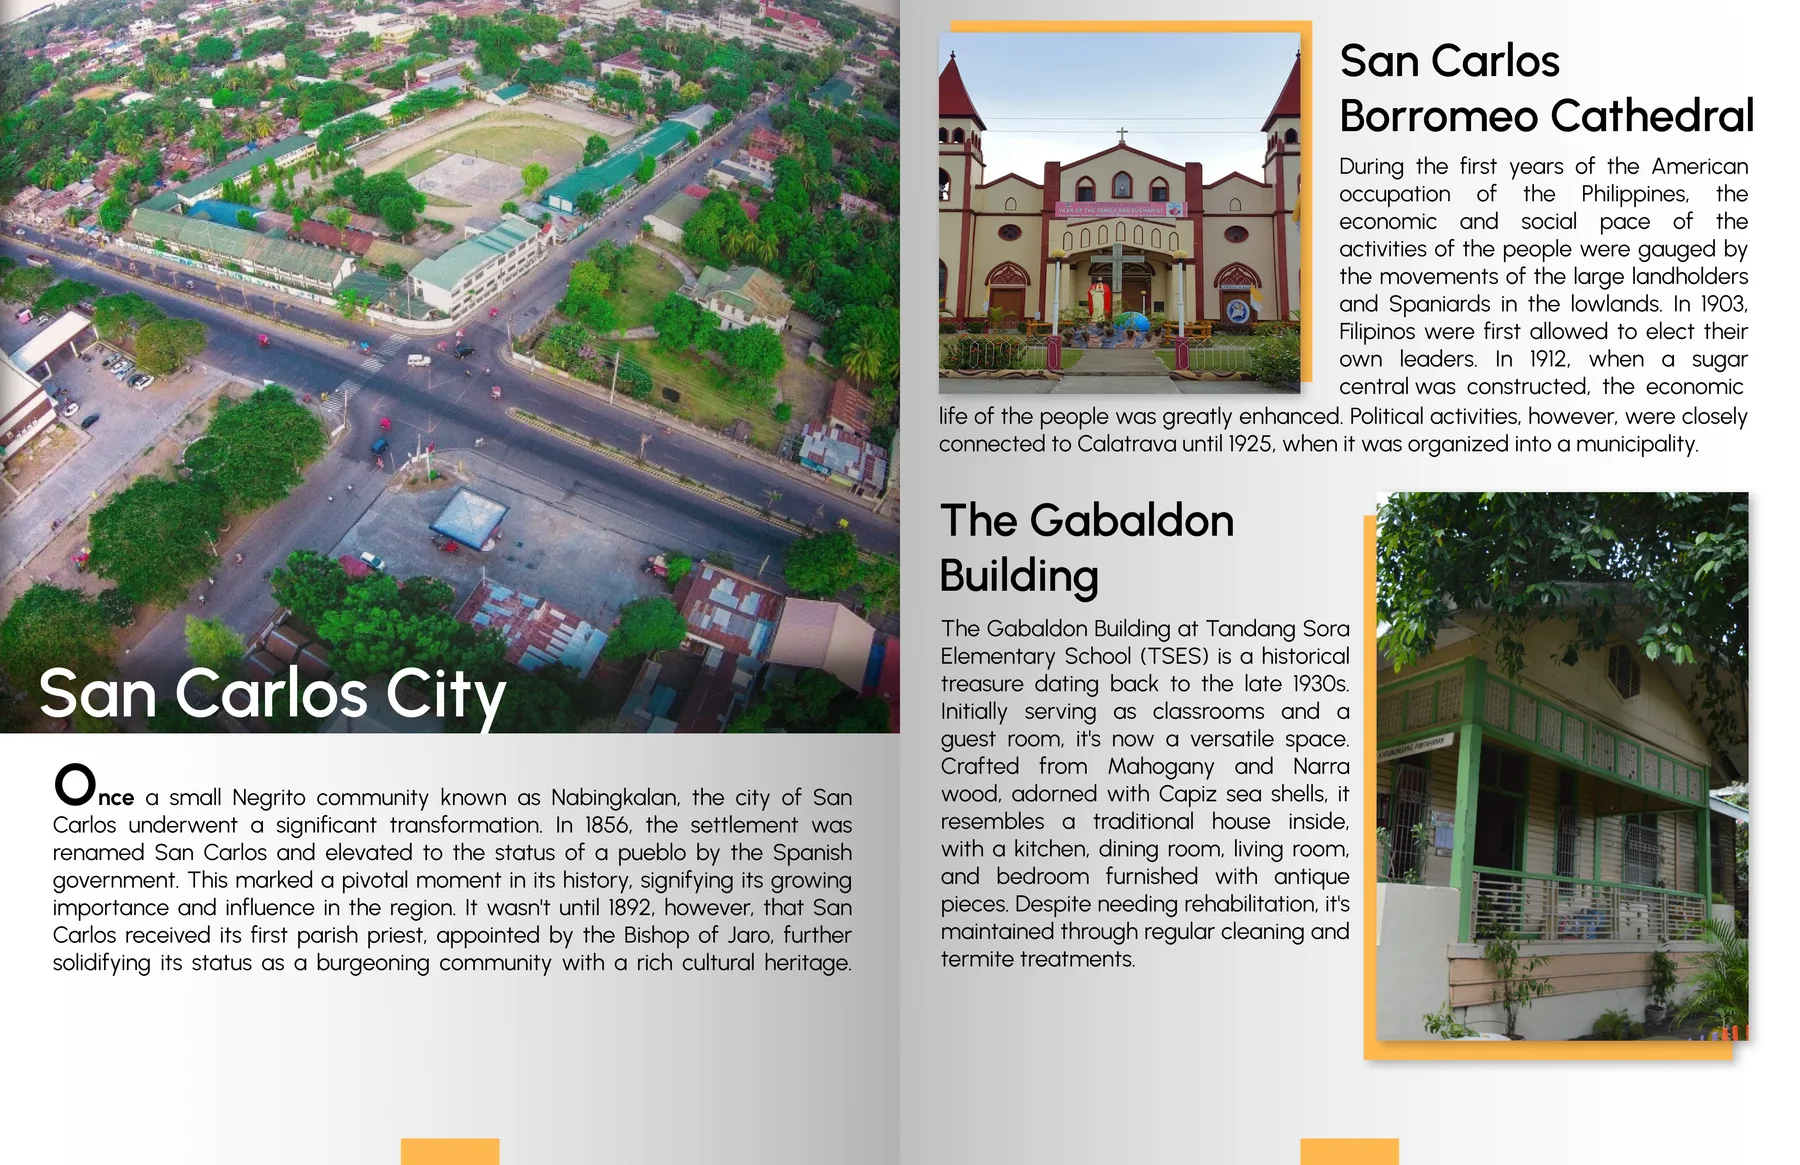 San Carlos City
Once a small Negrito community known as Nabingkalan, the city of San
Carlos underwent a significant transformation. In 1856, the settlement was
renamed San Carlos and elevated to the status of a pueblo by the Spanish
government. This marked a pivotal moment in its history, signifying its growing
importance and influence in the region. It wasn't until 1892, however, that San
Carlos received its first parish priest, appointed by the Bishop of Jaro, further
solidifying its status as a burgeoning community with a rich cultural heritage.
San Carlos
Borromeo Cathedral
YEAR OF THE FAMILY AND EUCHARIST
During the first years of the American
occupation of the Philippines, the
economic and social pace of the
activities of the people were gauged by
the movements of the large landholders
and Spaniards in the lowlands. In 1903,
Filipinos were first allowed to elect their
own leaders. In 1912, when a sugar
central was constructed, the economic
life of the people was greatly enhanced. Political activities, however, were closely
connected to Calatrava until 1925, when it was organized into a municipality.
The Gabaldon
Building
The Gabaldon Building at Tandang Sora
Elementary School (TSES) is a historical
treasure dating back to the late 1930s.
Initially serving as classrooms and a
guest room, it's now a versatile space.
Crafted from Mahogany and Narra
wood, adorned with Capiz sea shells, it
resembles a traditional house inside,
with a kitchen, dining room, living room,
and bedroom furnished with antique
pieces. Despite needing rehabilitation, it's
maintained through regular cleaning and
termite treatments.